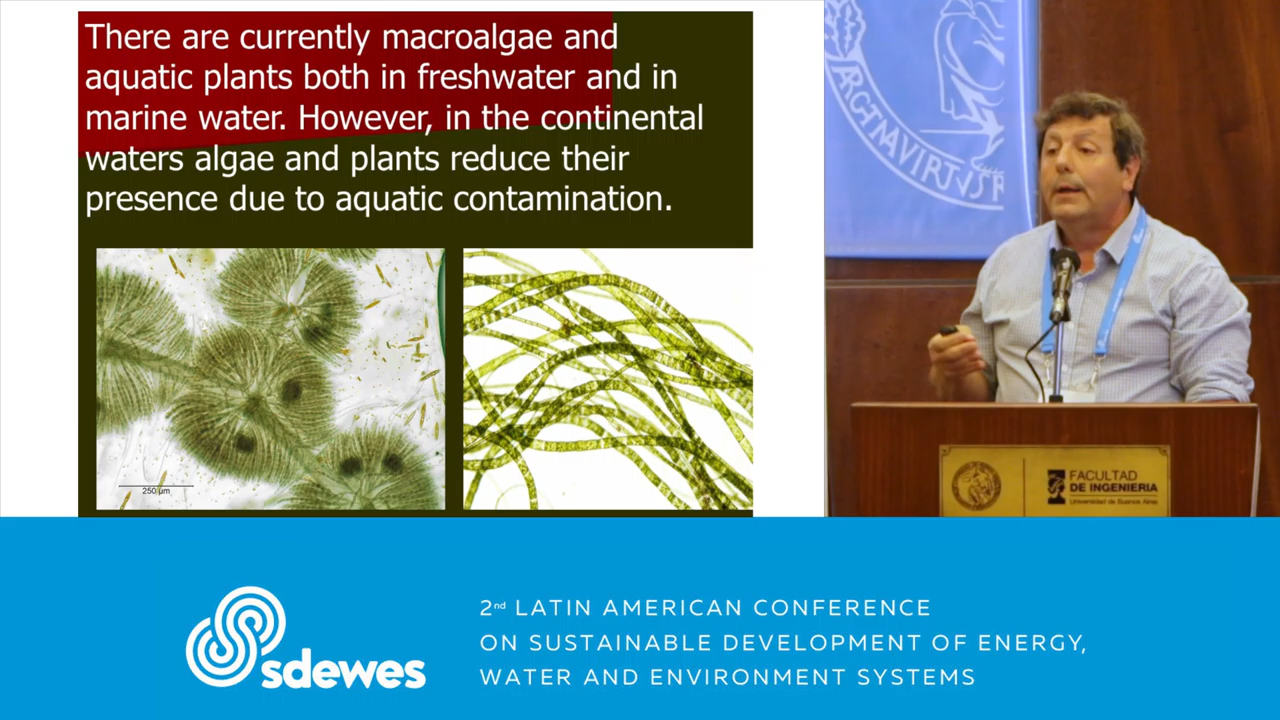 There are currently macroalgae and
aquatic plants both in freshwater and in
marine water. However, in the continental
waters algae and plants reduce their
presence due to aquatic contamination.
250 µm
ARGTMVIRTVSR
FACULTAD
DE INGENIERIA
Universidad de Buenos Aires
sdewes
2nd LATIN AMERICAN CONFERENCE
ON SUSTAINABLE DEVELOPMENT OF ENERGY,
WATER AND ENVIRONMENT SYSTEMS